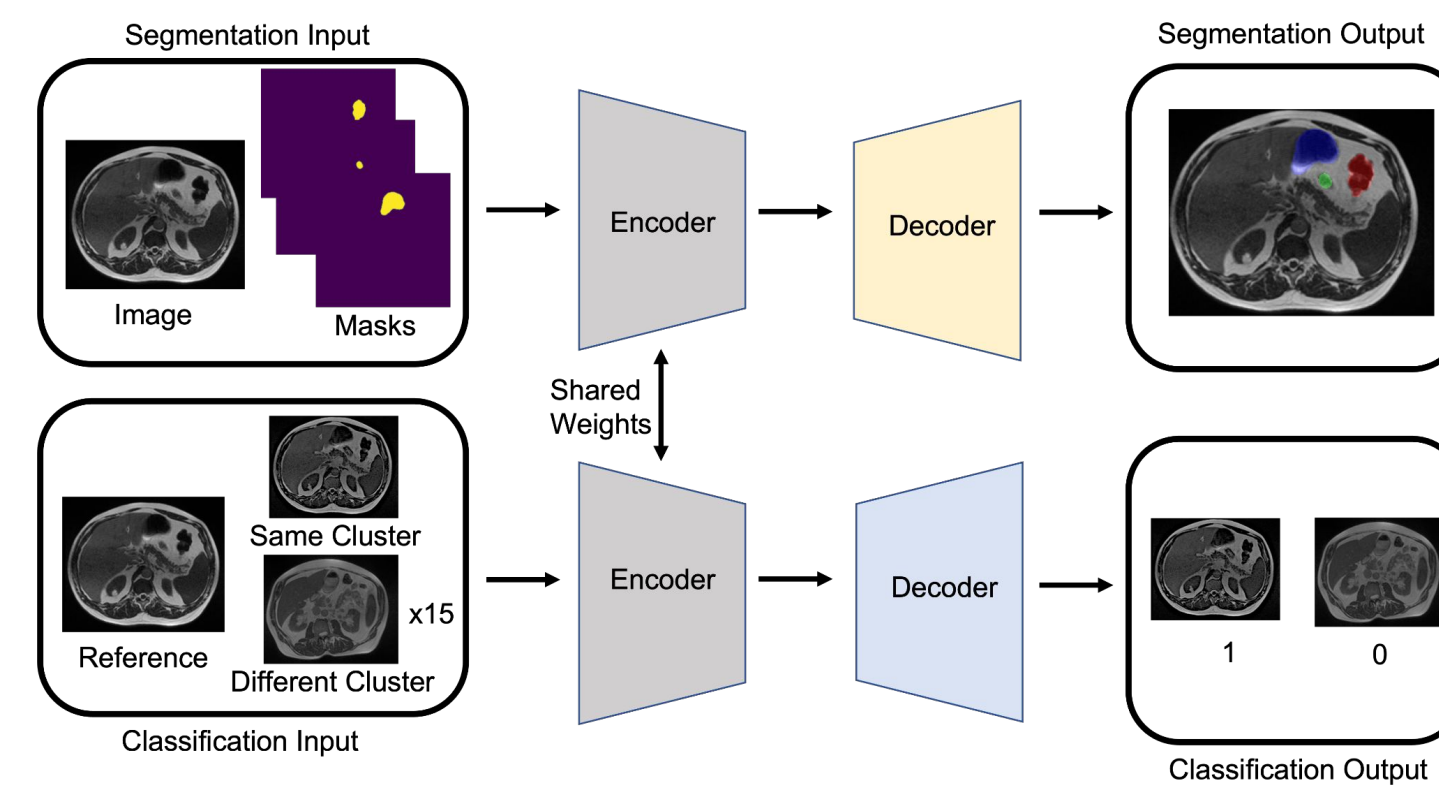 Segmentation Input
Segmentation Output
Image
Masks
Encoder
Decoder
Shared
Weights
Same Cluster
x15
Reference
Different Cluster
Encoder
Decoder
1
0
Classification Input
Classification Output